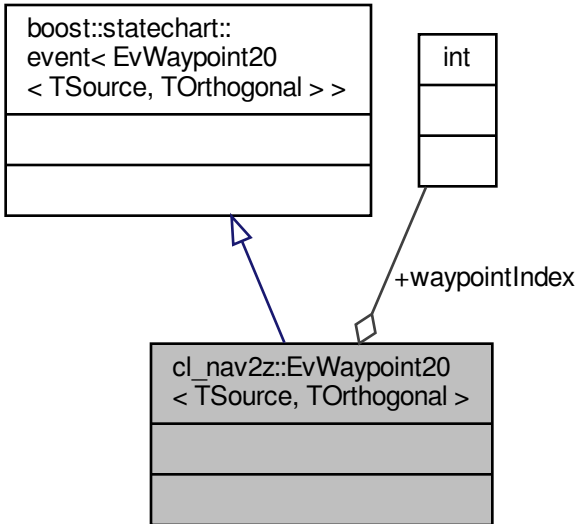 boost::statechart::
event< EvWaypoint20
< TSource, TOrthogonal > >
int
+waypointIndex
cl_nav2z::EvWaypoint20
< TSource, TOrthogonal >